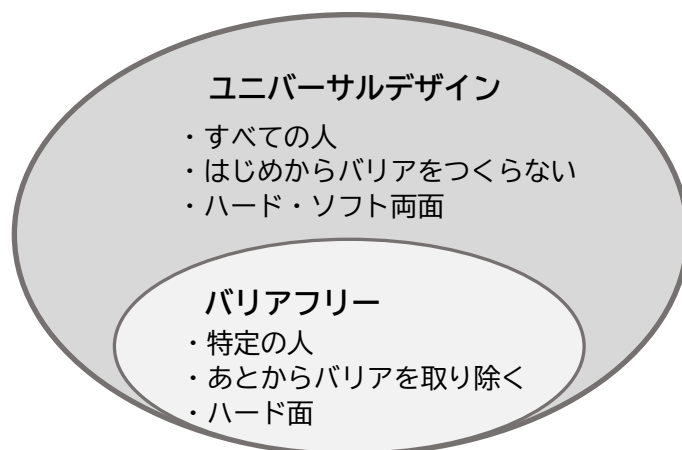 ユニバーサルデザイン
・すべての人
・はじめからバリアをつくらない
・ハード・ソフト両面
バリアフリー
・特定の人
・あとからバリアを取り除く
・ハード面